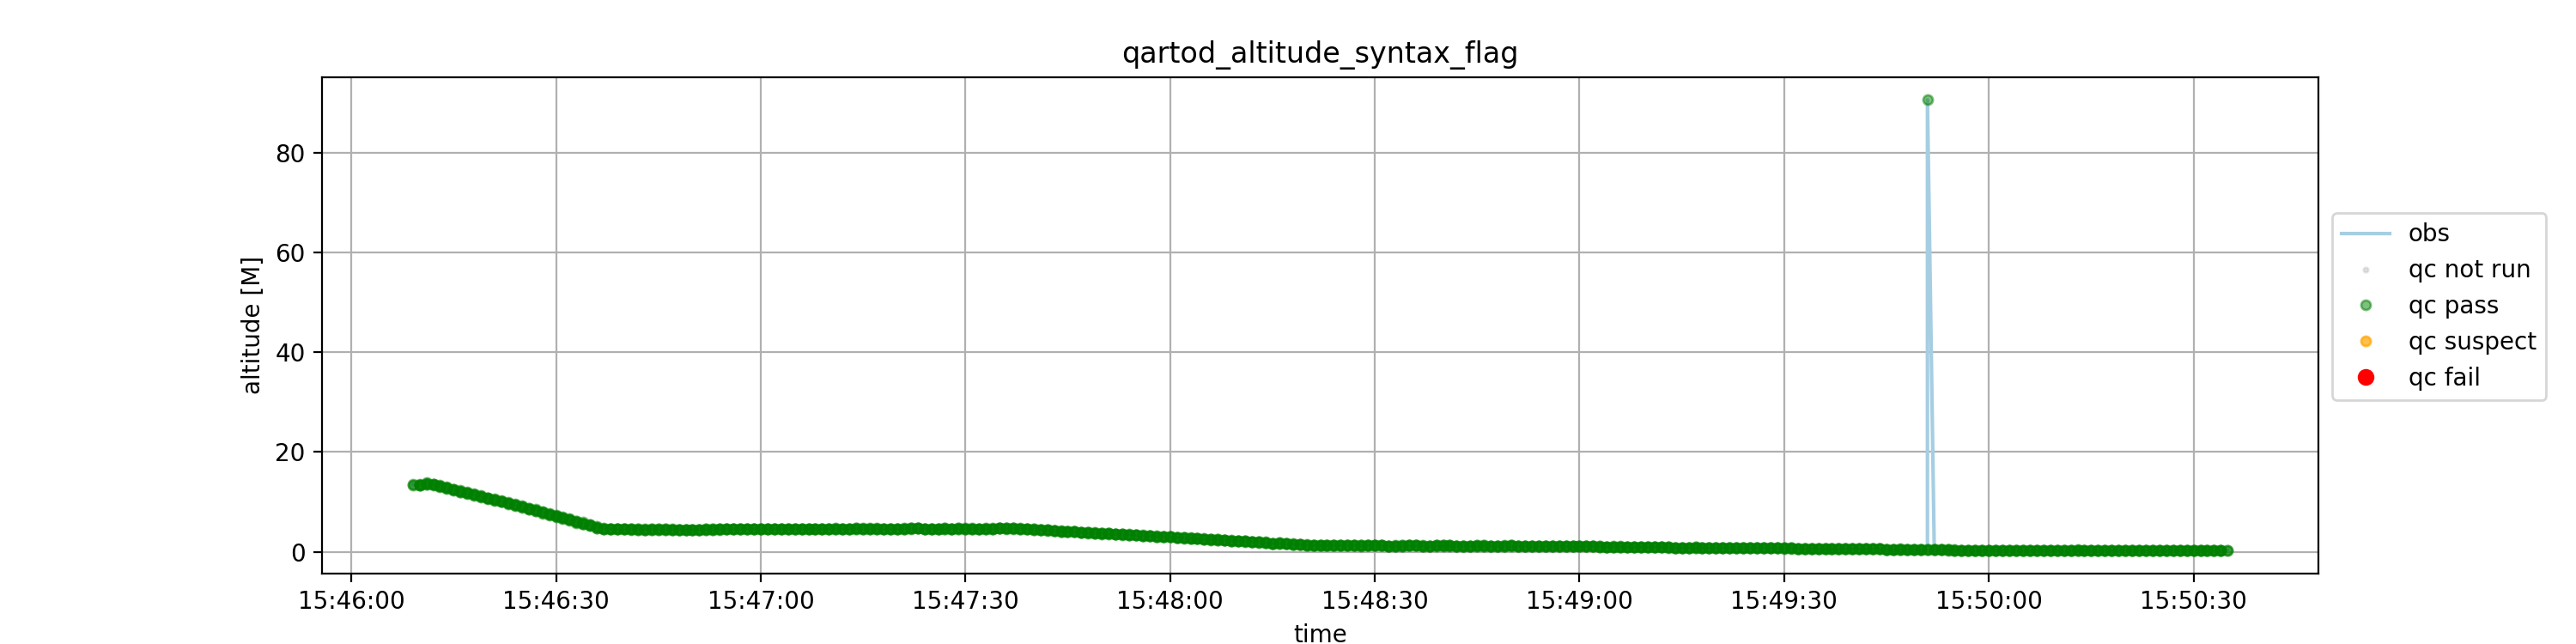 qartod_altitude_syntax_flag
altitude [M]
80
60
40
20
0
15:46:00 15:46:30 15:47:00 15:47:30 15:48:00 15:48:30 15:49:00 15:49:30 15:50:00 15:50:30
time
obs
qc not run
qc pass
qc suspect
qc fail